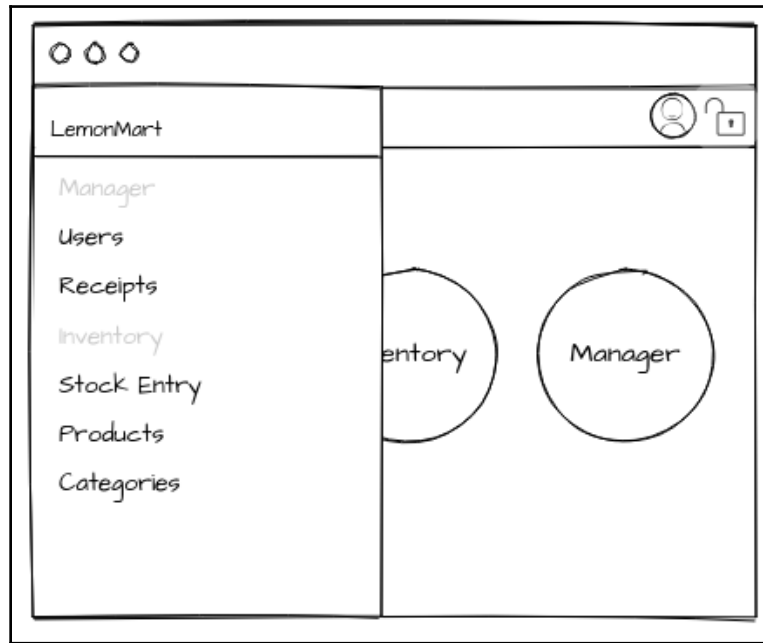 LemonMart
Manager
Users
Receipts
Inventory
Stock Entry
Products
Categories
entory
Manager